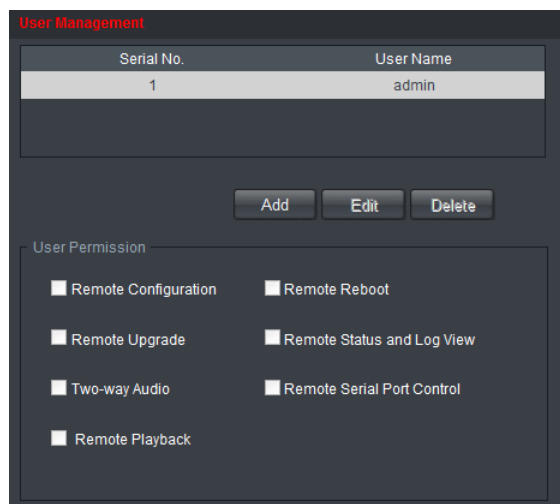 User Management
Serial No. User Name
1 admin
Add Edit Delete
User Permission
Remote Configuration Remote Reboot
Remote Upgrade Remote Status and Log View
Two-way Audio Remote Serial Port Control
Remote Playback